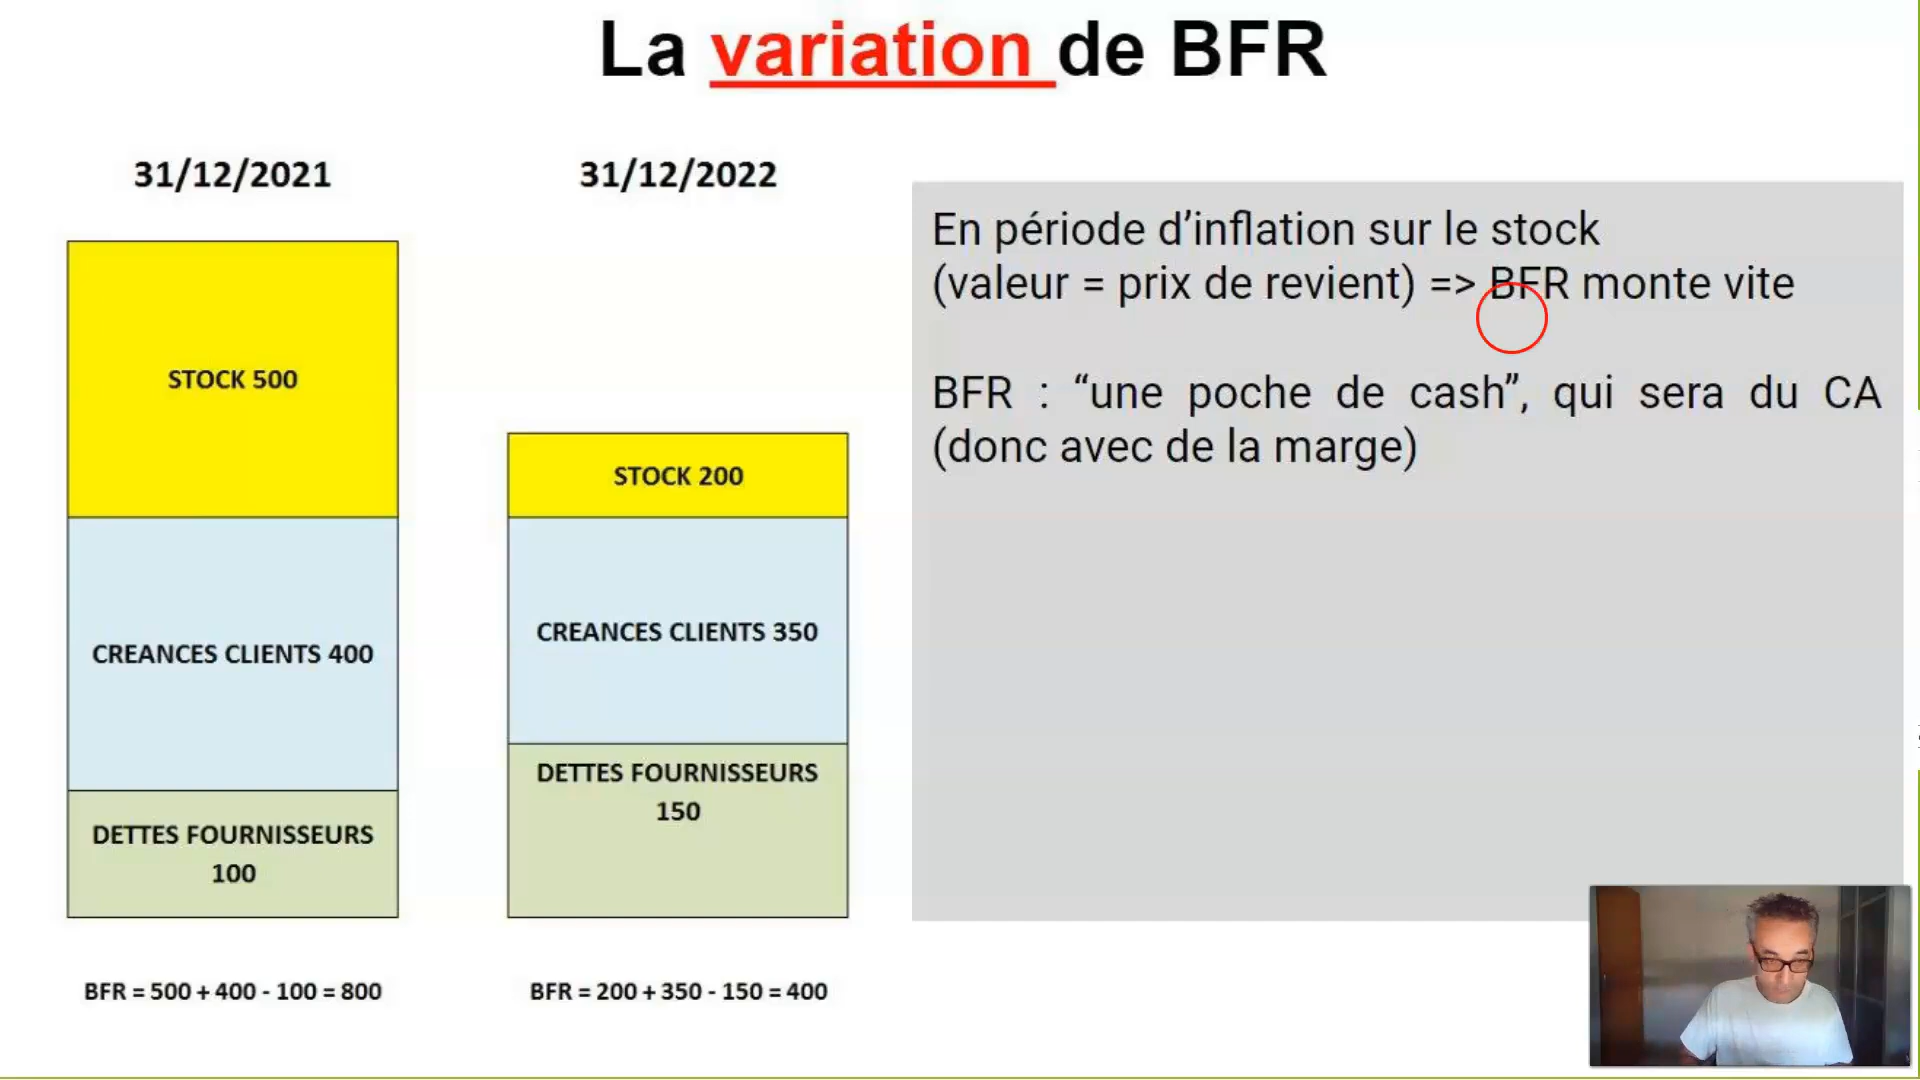 La variation de BFR
31/12/2021
31/12/2022
STOCK 500
CREANCES CLIENTS 400
DETTES FOURNISSEURS
100
BFR = 500 + 400 - 100 = 800
STOCK 200
CREANCES CLIENTS 350
DETTES FOURNISSEURS
150
BFR = 200 + 350 - 150 = 400
En période d’inflation sur le stock
(valeur = prix de revient) => BFR monte vite
BFR : “une poche de cash”, qui sera du CA
(donc avec de la marge)